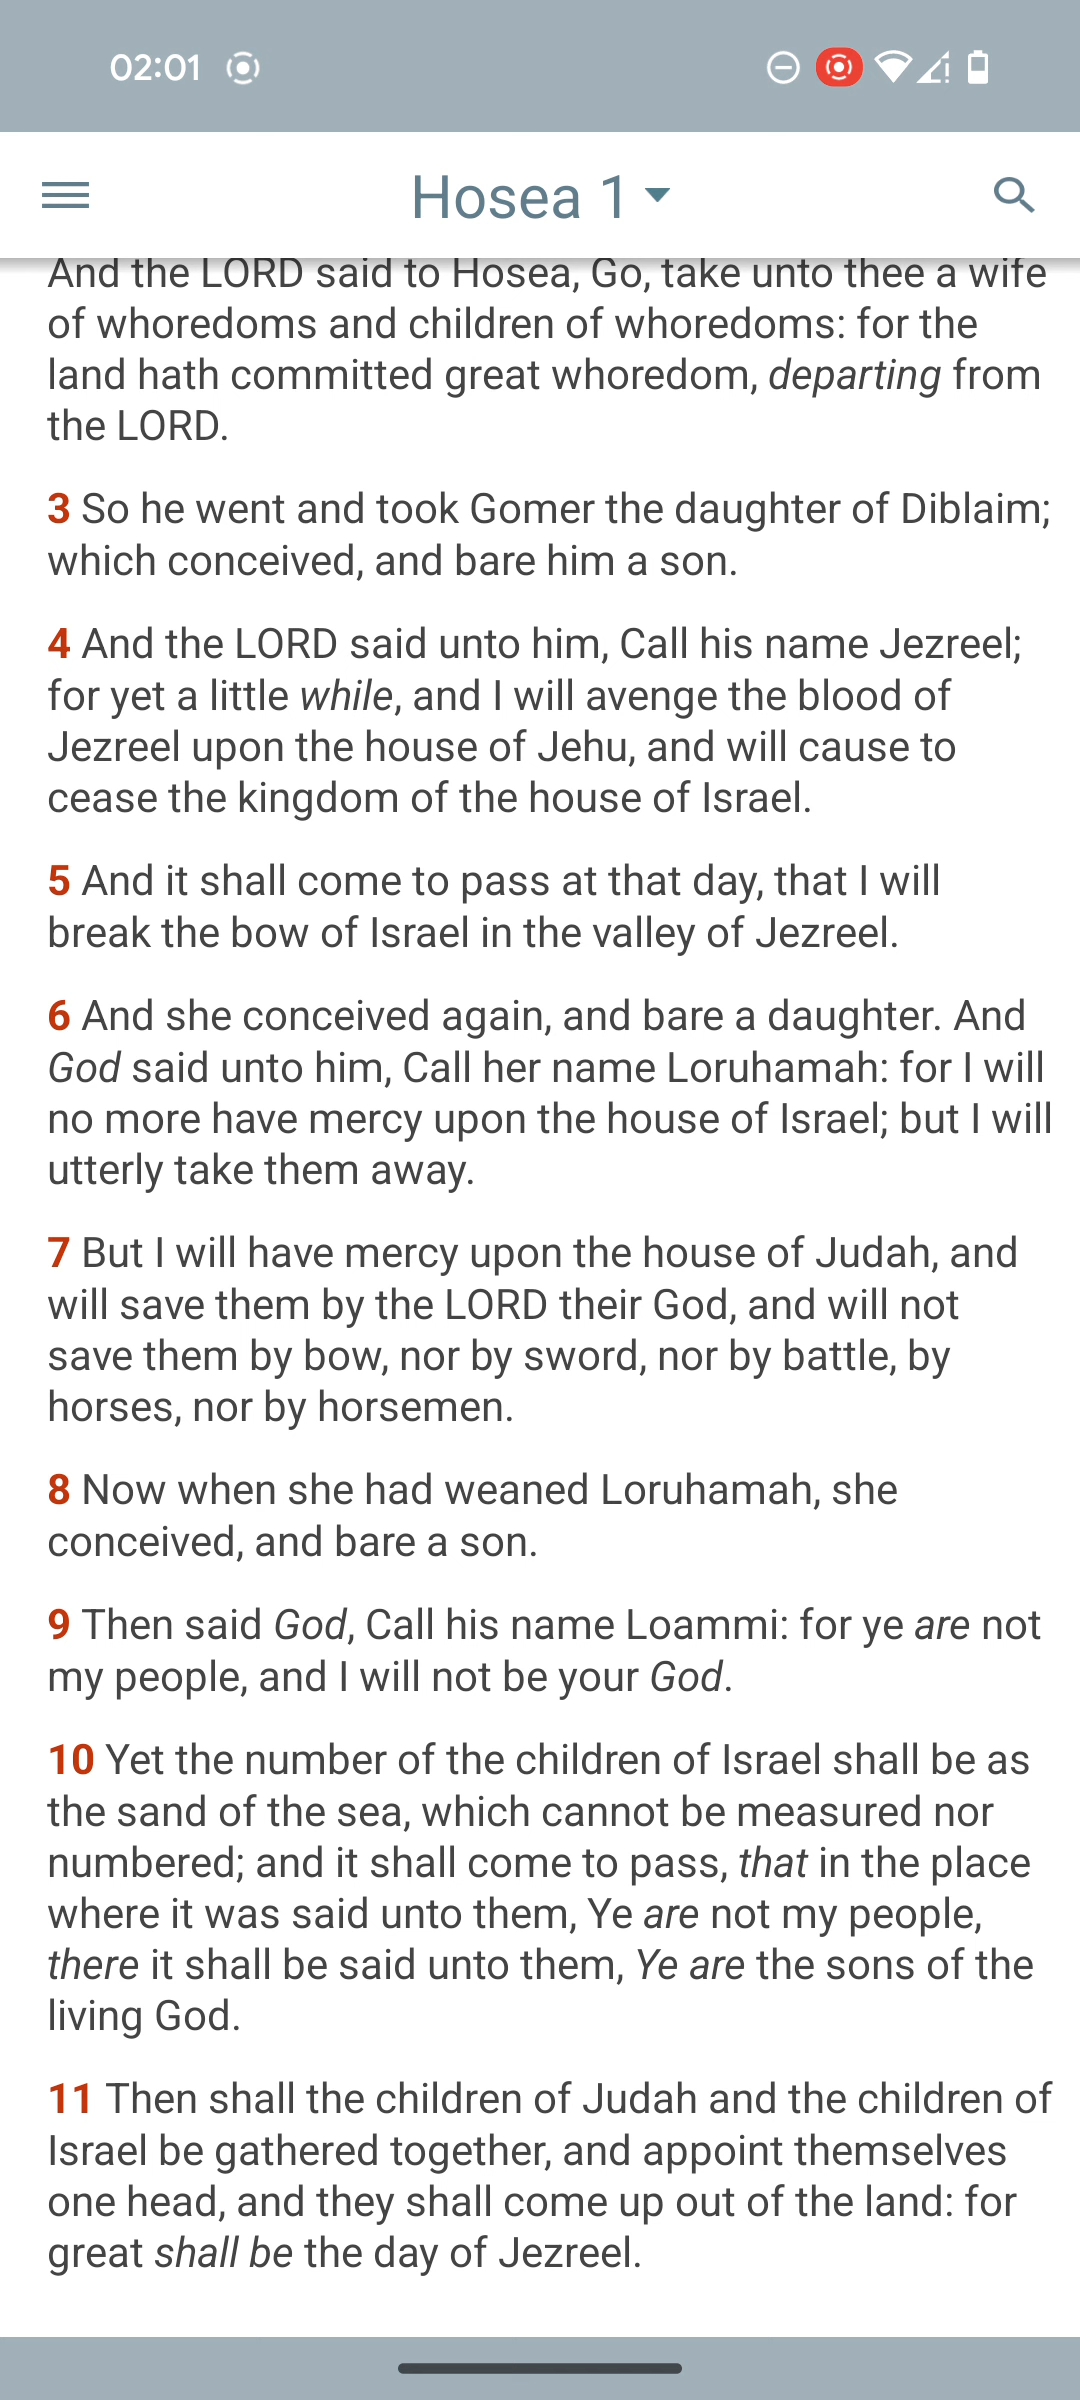 02:01
Hosea 1
And the LORD said to Hosea, Go, take unto thee a wife
of whoredoms and children of whoredoms: for the
land hath committed great whoredom, departing from
the LORD.
3 So he went and took Gomer the daughter of Diblaim;
which conceived, and bare him a son.
4 And the LORD said unto him, Call his name Jezreel;
for yet a little while, and I will avenge the blood of
Jezreel upon the house of Jehu, and will cause to
cease the kingdom of the house of Israel.
5 And it shall come to pass at that day, that I will
break the bow of Israel in the valley of Jezreel.
6 And she conceived again, and bare a daughter. And
God said unto him, Call her name Loruhamah: for I will
no more have mercy upon the house of Israel; but I will
utterly take them away.
7 But I will have mercy upon the house of Judah, and
will save them by the LORD their God, and will not
save them by bow, nor by sword, nor by battle, by
horses, nor by horsemen.
8 Now when she had weaned Loruhamah, she
conceived, and bare a son.
9 Then said God, Call his name Loammi: for ye are not
my people, and I will not be your God.
10 Yet the number of the children of Israel shall be as
the sand of the sea, which cannot be measured nor
numbered; and it shall come to pass, that in the place
where it was said unto them, Ye are not my people,
there it shall be said unto them, Ye are the sons of the
living God.
11 Then shall the children of Judah and the children of
Israel be gathered together, and appoint themselves
one head, and they shall come up out of the land: for
great shall be the day of Jezreel.